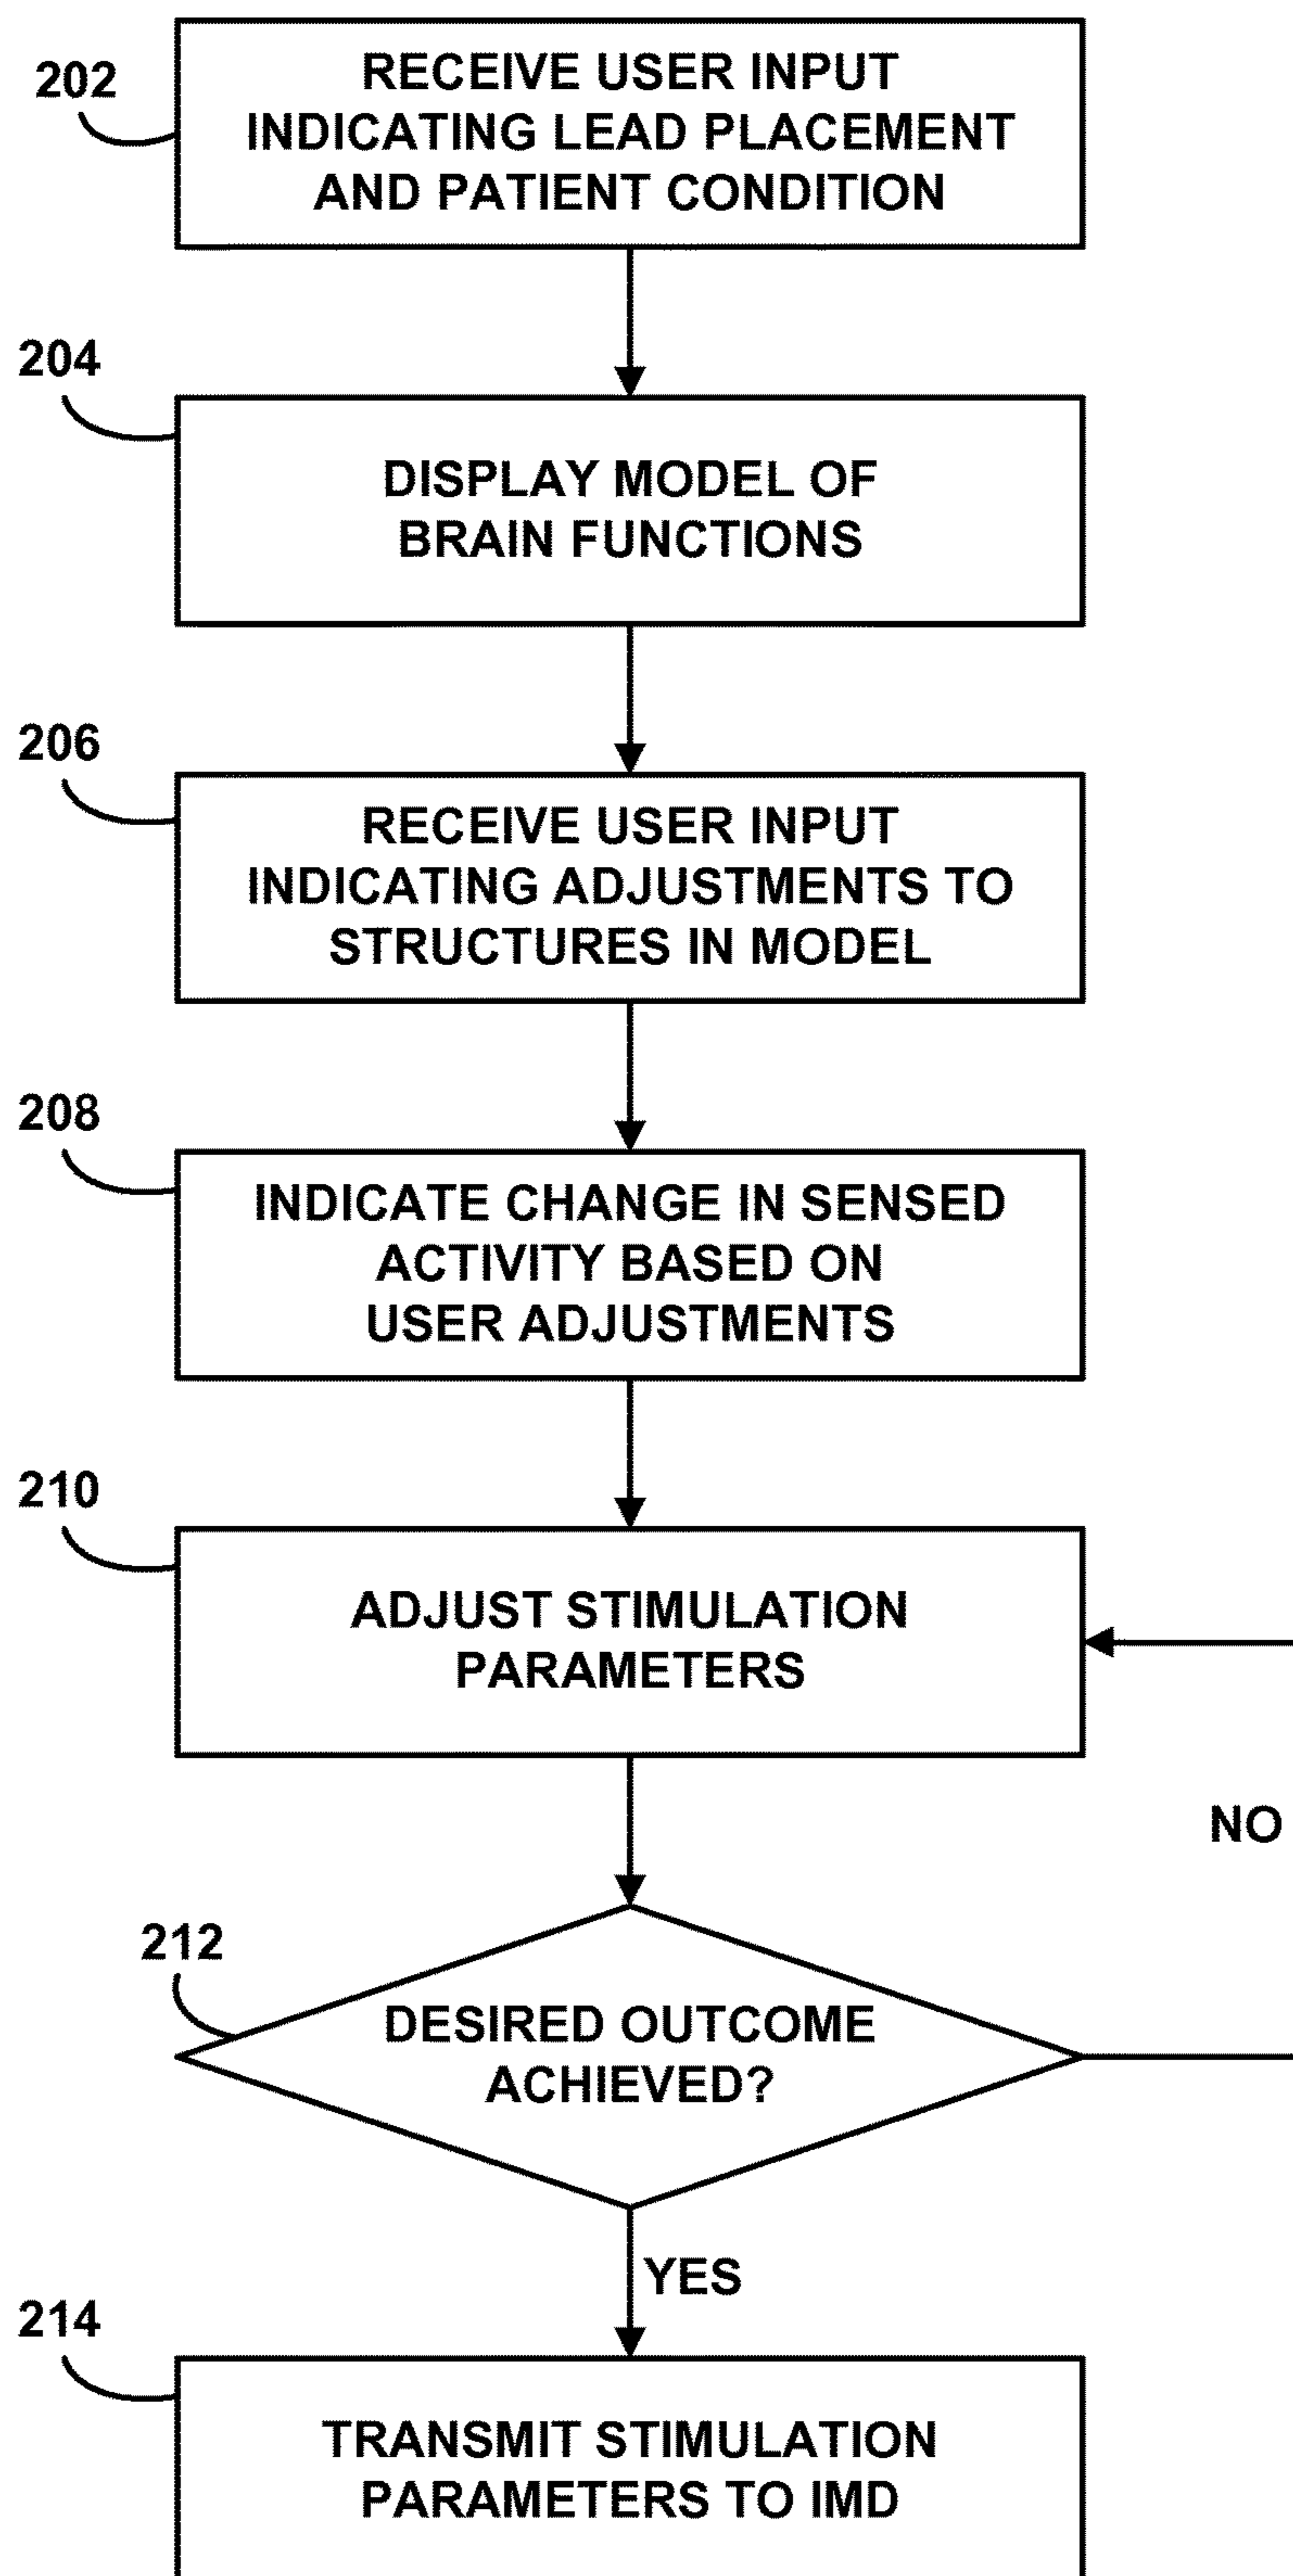 202
RECEIVE USER INPUT
INDICATING LEAD PLACEMENT
AND PATIENT CONDITION
204
DISPLAY MODEL OF
BRAIN FUNCTIONS
206
RECEIVE USER INPUT
INDICATING ADJUSTMENTS TO
STRUCTURES IN MODEL
208
INDICATE CHANGE IN SENSED
ACTIVITY BASED ON
USER ADJUSTMENTS
210
ADJUST STIMULATION
PARAMETERS
NO
212
DESIRED OUTCOME
ACHIEVED?
YES
214
TRANSMIT STIMULATION
PARAMETERS TO IMD